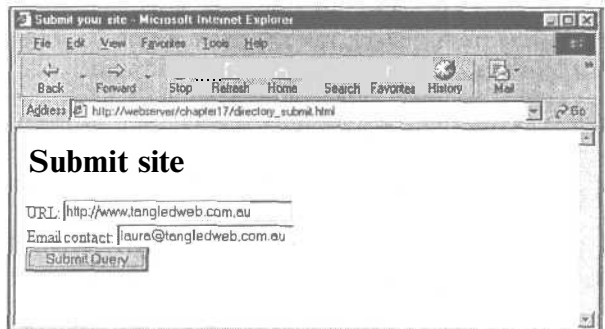 Submit your site - Microsoft Internet Explorer
File Edit View Favorites Tools Help
Back Forward Stop Refresh Home Search Favorites History Mail
Address http://webserver/chapter17/directory_submit.html Go
Submit site
URL: http://www.tangledweb.com.au
Email contact: laura@tangledweb.com.au
Submit Query